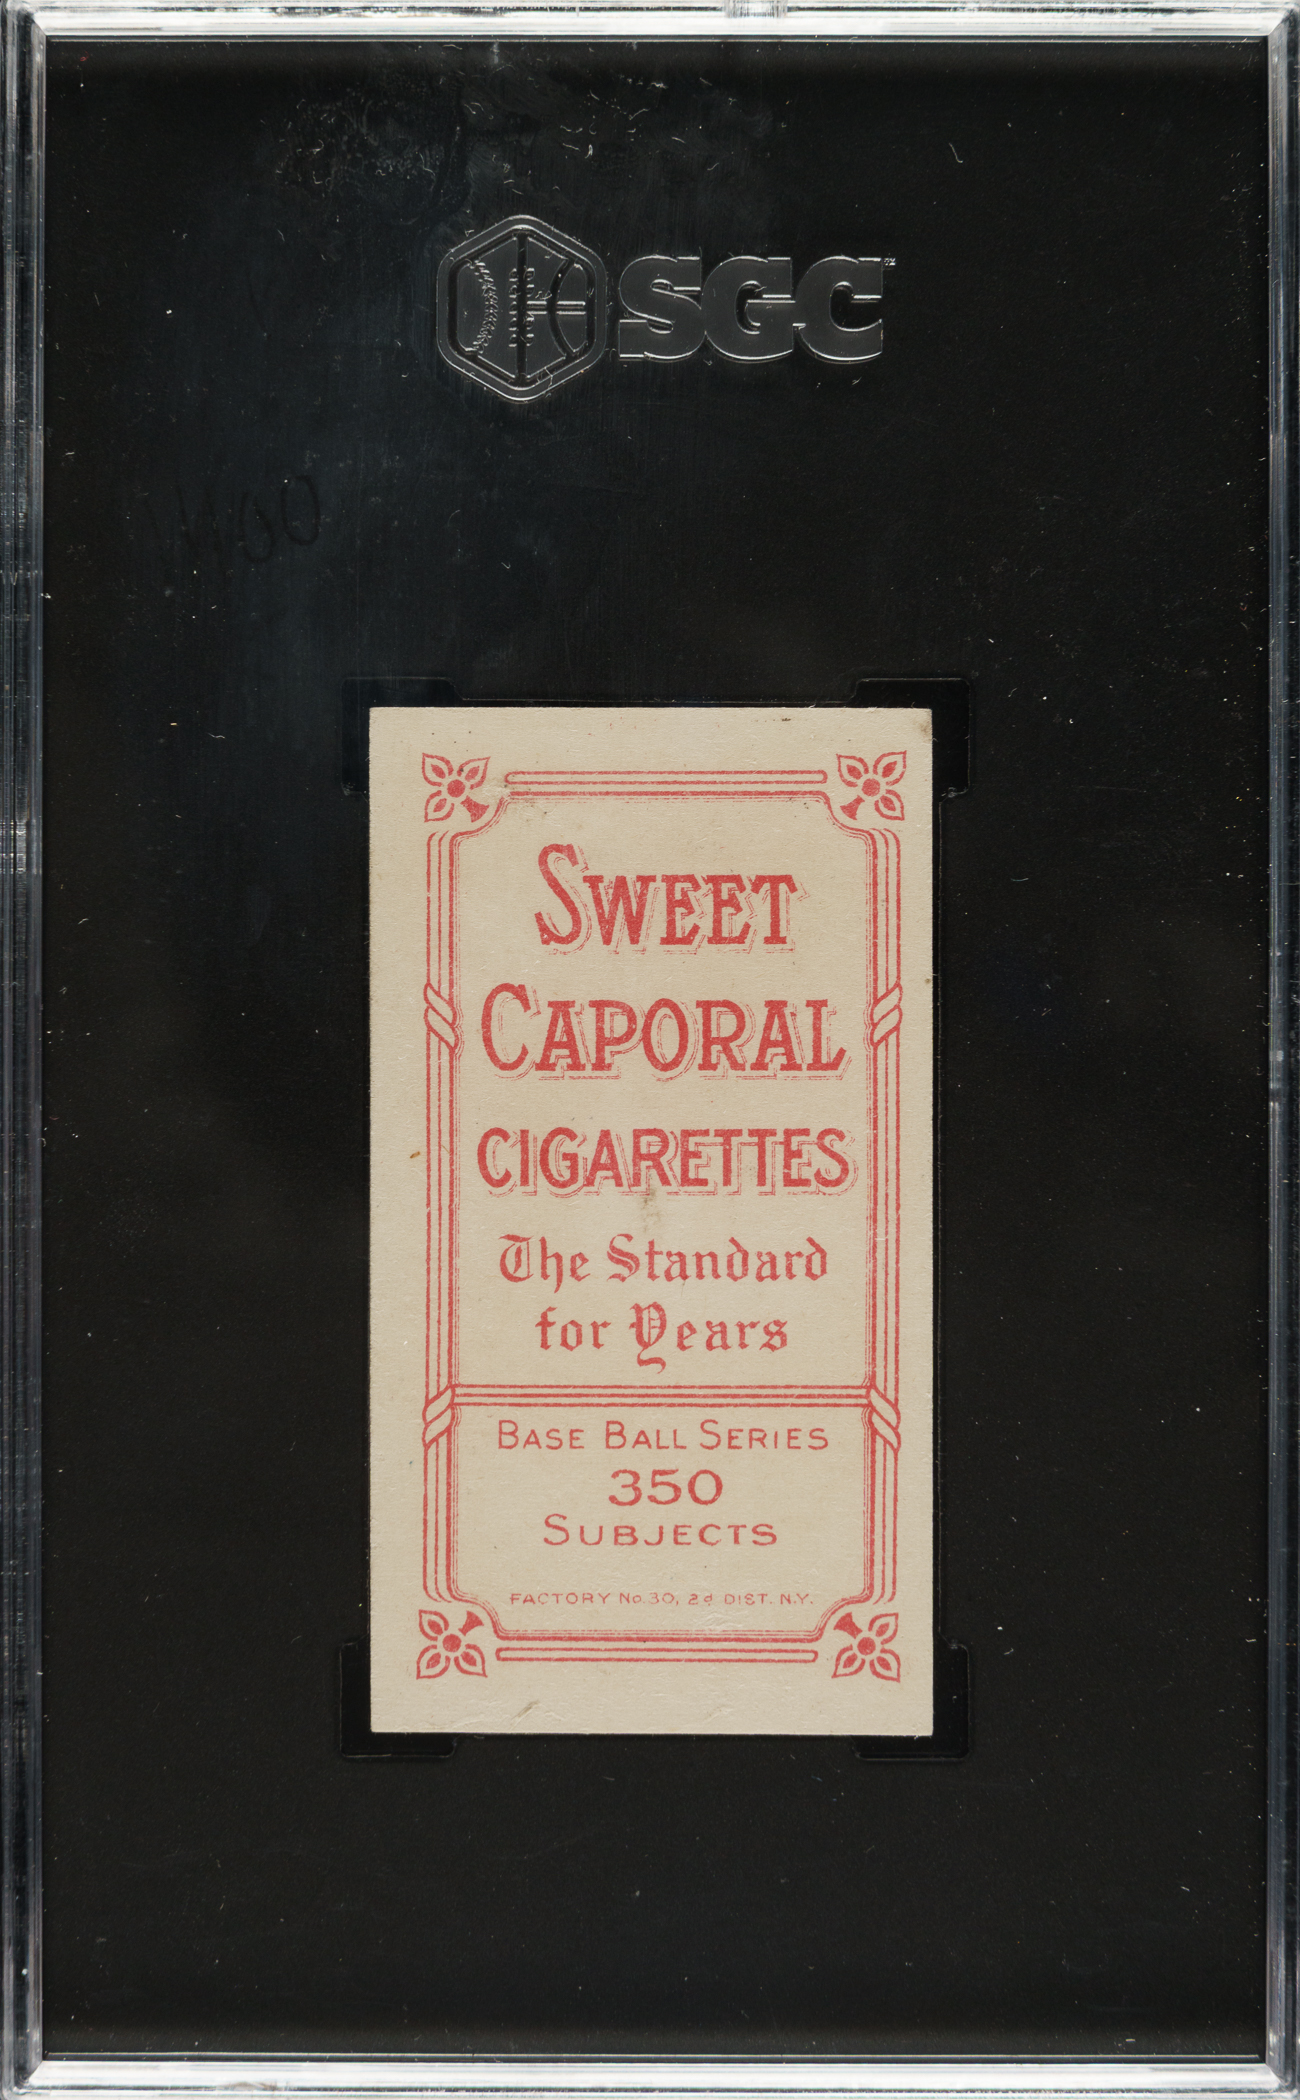 SGC
SWEET
CAPORAL
CIGARETTES
The Standard
for Years
BASE BALL SERIES
350
SUBJECTS
FACTORY No. 30, 2d DIST. N.Y.